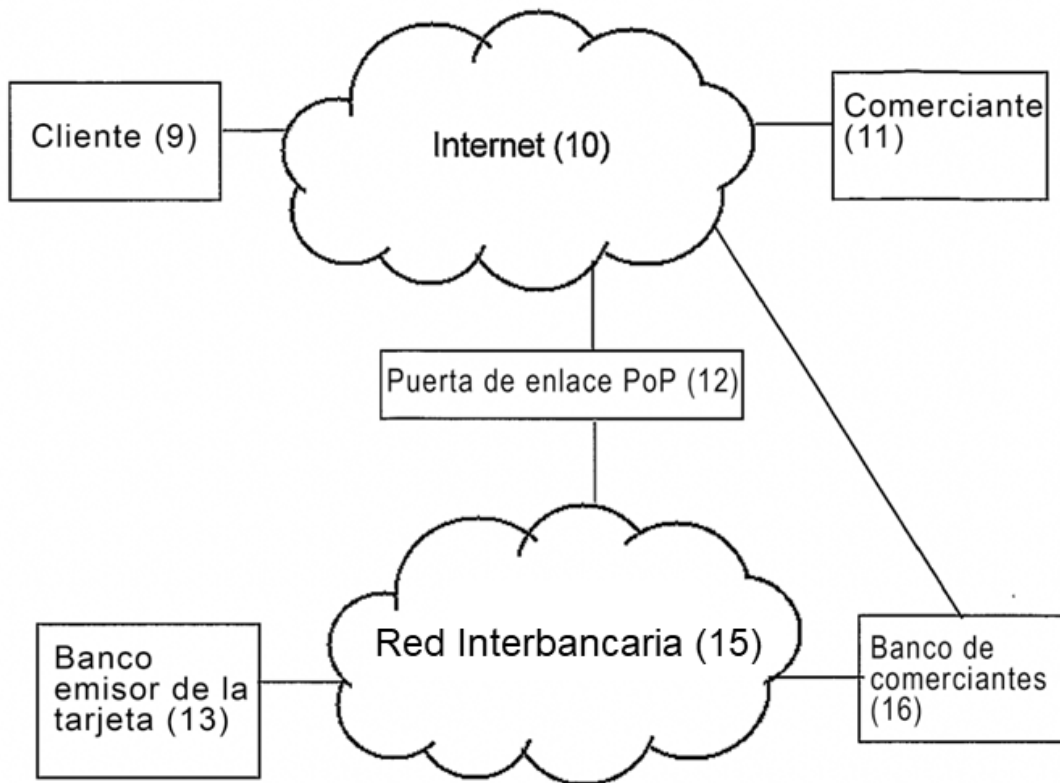 Cliente (9)
Internet (10)
Comerciante
(11)
Puerta de enlace PoP (12)
Banco
emisor de la
tarjeta (13)
Red Interbancaria (15)
Banco de
comerciantes
(16)